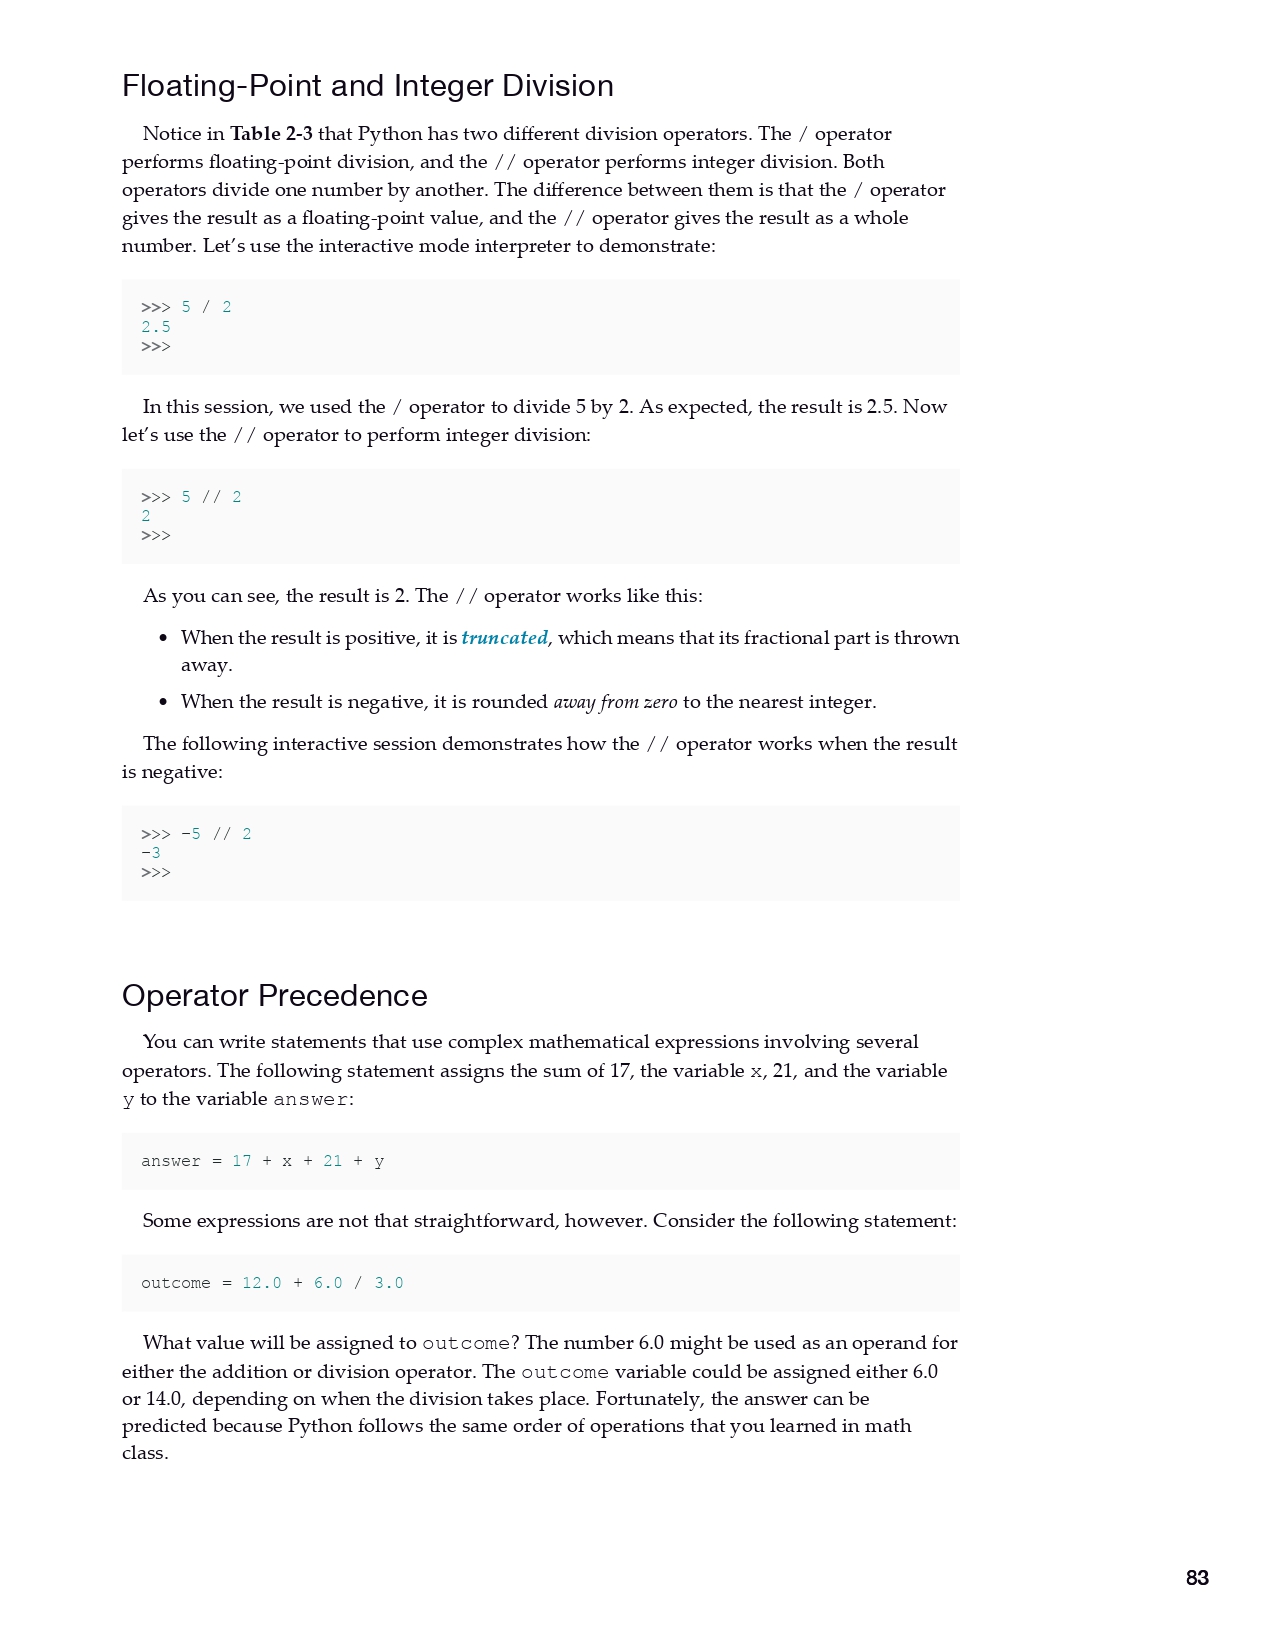 Floating-Point and Integer Division
Notice in Table 2-3 that Python has two different division operators. The / operator
performs floating-point division, and the // operator performs integer division. Both
operators divide one number by another. The difference between them is that the / operator
gives the result as a floating-point value, and the // operator gives the result as a whole
number. Let’s use the interactive mode interpreter to demonstrate:
>>> 5 / 2
2.5
>>>
In this session, we used the / operator to divide 5 by 2. As expected, the result is 2.5. Now
let’s use the // operator to perform integer division:
>>> 5 // 2
2
>>>
As you can see, the result is 2. The // operator works like this:
• When the result is positive, it is truncated, which means that its fractional part is thrown
away.
• When the result is negative, it is rounded away from zero to the nearest integer.
The following interactive session demonstrates how the // operator works when the result
is negative:
>>> −5 // 2
−3
>>>
Operator Precedence
You can write statements that use complex mathematical expressions involving several
operators. The following statement assigns the sum of 17, the variable x, 21, and the variable
y to the variable answer:
answer = 17 + x + 21 + y
Some expressions are not that straightforward, however. Consider the following statement:
outcome = 12.0 + 6.0 / 3.0
What value will be assigned to outcome? The number 6.0 might be used as an operand for
either the addition or division operator. The outcome variable could be assigned either 6.0
or 14.0, depending on when the division takes place. Fortunately, the answer can be
predicted because Python follows the same order of operations that you learned in math
class.
83